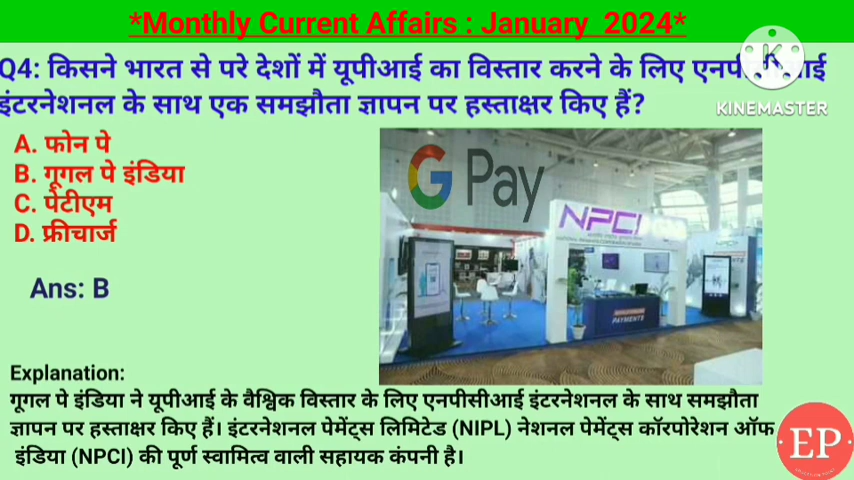 *Monthly Current Affairs : January 2024*
Q4: किसने भारत से परे देशों में यूपीआई का विस्तार करने के लिए
इंटरनेशनल के साथ एक समझौता ज्ञापन पर हस्ताक्षर किए हैं?
KINEMASTER
A. फोन पे
B. गूगल पे इंडिया
C. पेटीएम
D. फ्रीचार्ज
Ans: B
G Pay
NPCI
PAYMENTS
Explanation:
गूगल पे इंडिया ने यूपीआई के वैश्विक विस्तार के लिए एनपीसीआई इंटरनेशनल के साथ समझौता
ज्ञापन पर हस्ताक्षर किए हैं। इंटरनेशनल पेमेंट्स लिमिटेड (NIPL) नेशनल पेमेंट्स कॉरपोरेशन ऑफ
इंडिया (NPCI) की पूर्ण स्वामित्व वाली सहायक कंपनी है।
EP